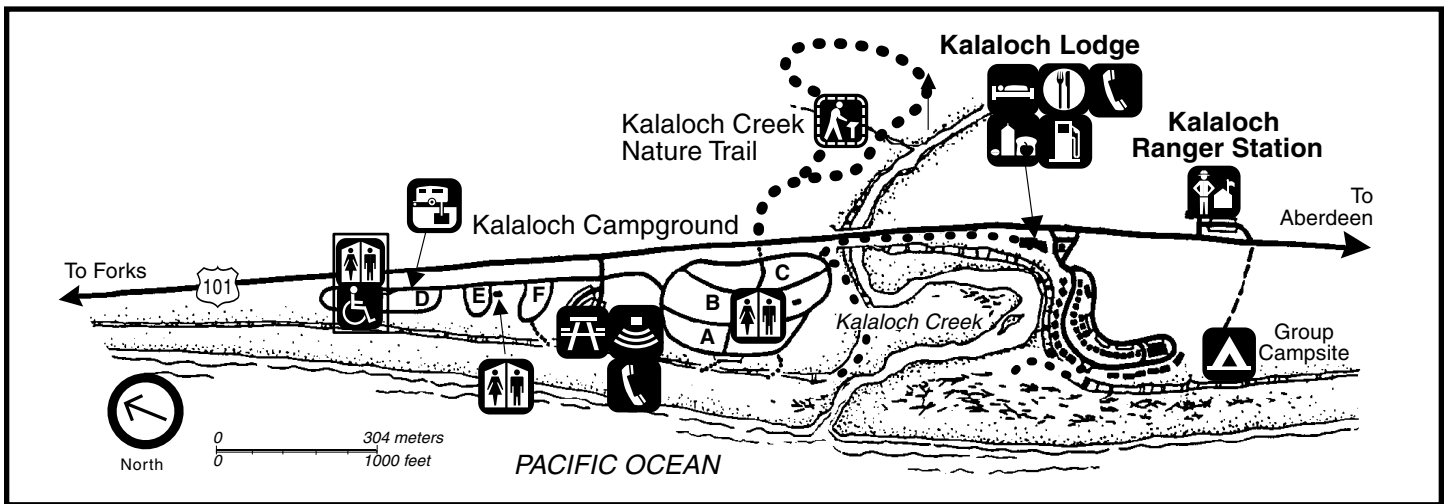 Kalaloch Lodge
Kalaloch Creek
Nature Trail
Kalaloch
Ranger Station
To
Aberdeen
Kalaloch Campground
To Forks
101
D
E
F
C
B
A
Kalaloch Creek
Group
Campsite
North
0 304 meters
0 1000 feet
PACIFIC OCEAN